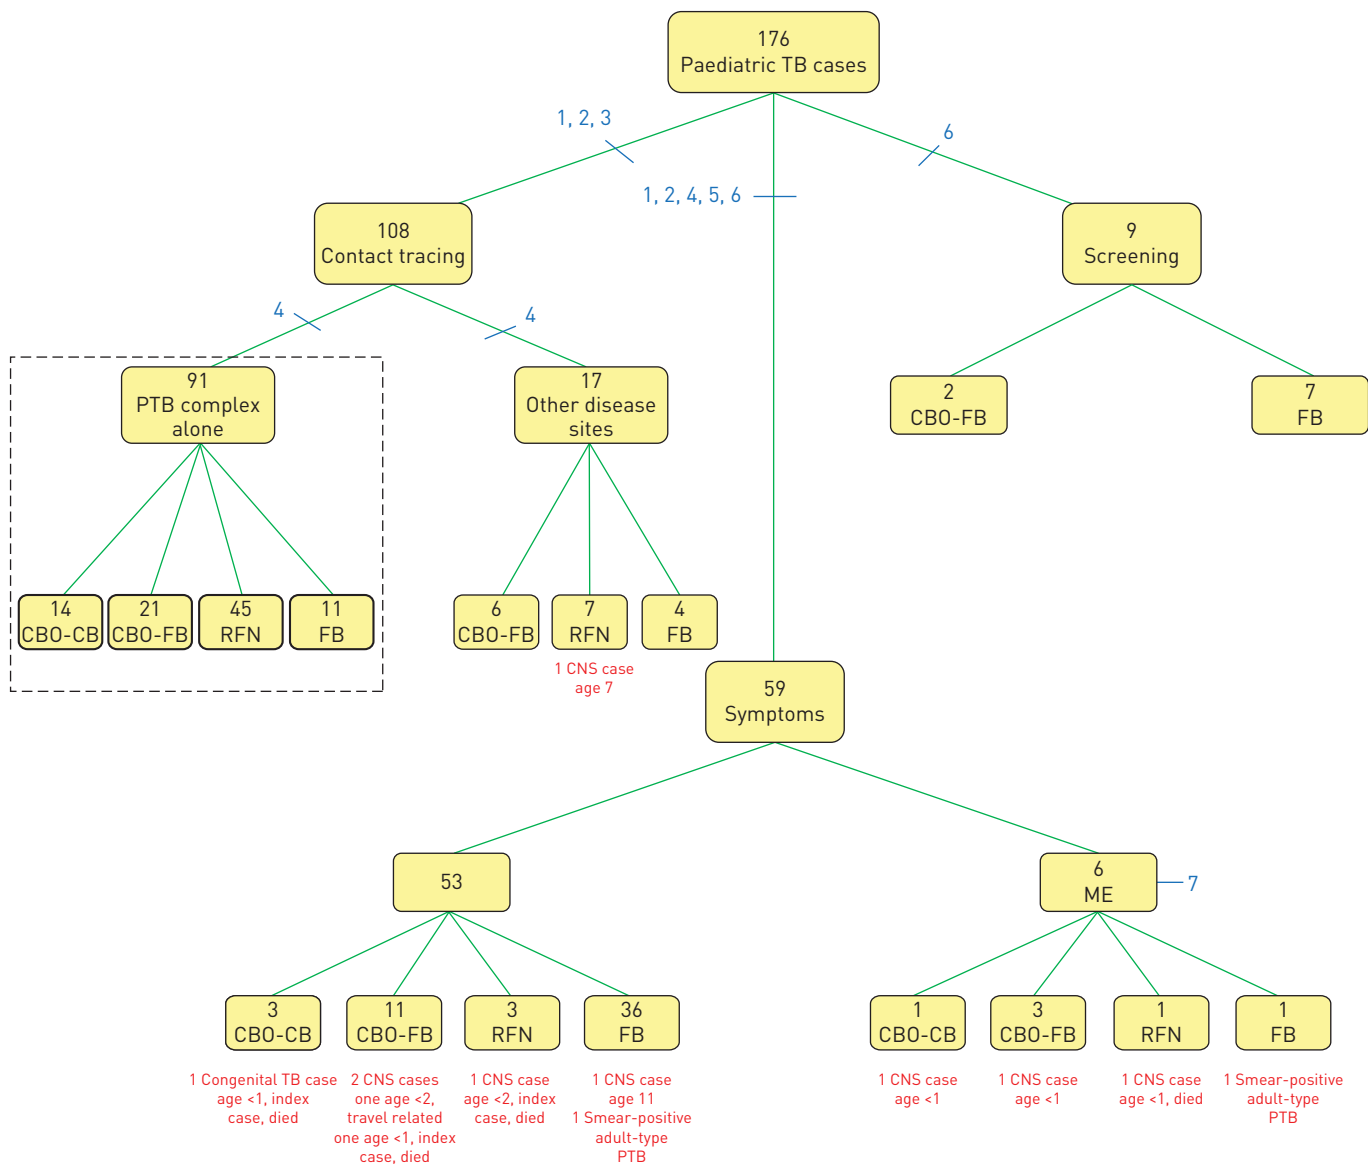 176
Paediatric TB cases
1, 2, 3
6
1, 2, 4, 5, 6
108
Contact tracing
9
Screening
4
4
91
PTB complex
alone
17
Other disease
sites
2
CBO-FB
7
FB
14
CBO-CB
21
CBO-FB
45
RFN
11
FB
6
CBO-FB
7
RFN
4
FB
1 CNS case
age 7
59
Symptoms
53
6
ME
7
3
CBO-CB
11
CBO-FB
3
RFN
36
FB
1
CBO-CB
3
CBO-FB
1
RFN
1
FB
1 Congenital TB case
age <1, index
case, died
2 CNS cases
one age <2,
travel related
one age <1, index
case, died
1 CNS case
age <2, index
case, died
1 CNS case
age 11
1 Smear-positive
adult-type
PTB
1 CNS case
age <1
1 CNS case
age <1
1 CNS case
age <1, died
1 Smear-positive
adult-type
PTB